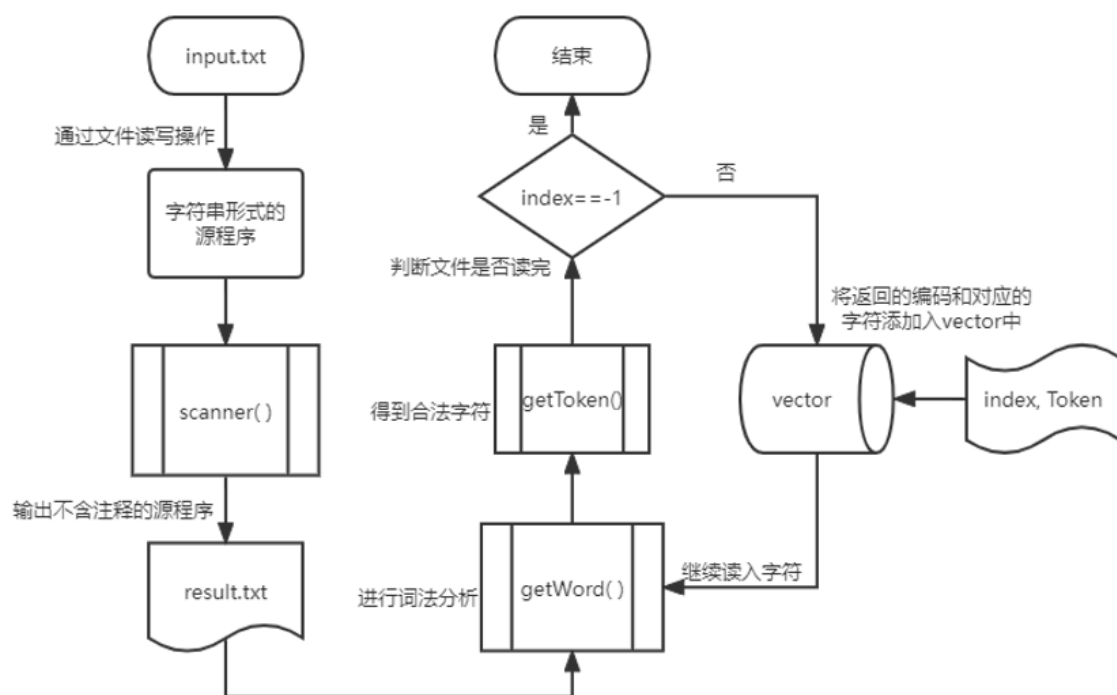 input.txt
通过文件读写操作
字符串形式的
源程序
scanner( )
输出不含注释的源程序
result.txt
结束
是
index==-1
否
判断文件是否读完
getToken()
得到合法字符
getWord( )
进行词法分析
将返回的编码和对应的
字符添加入vector中
vector
index, Token
继续读入字符